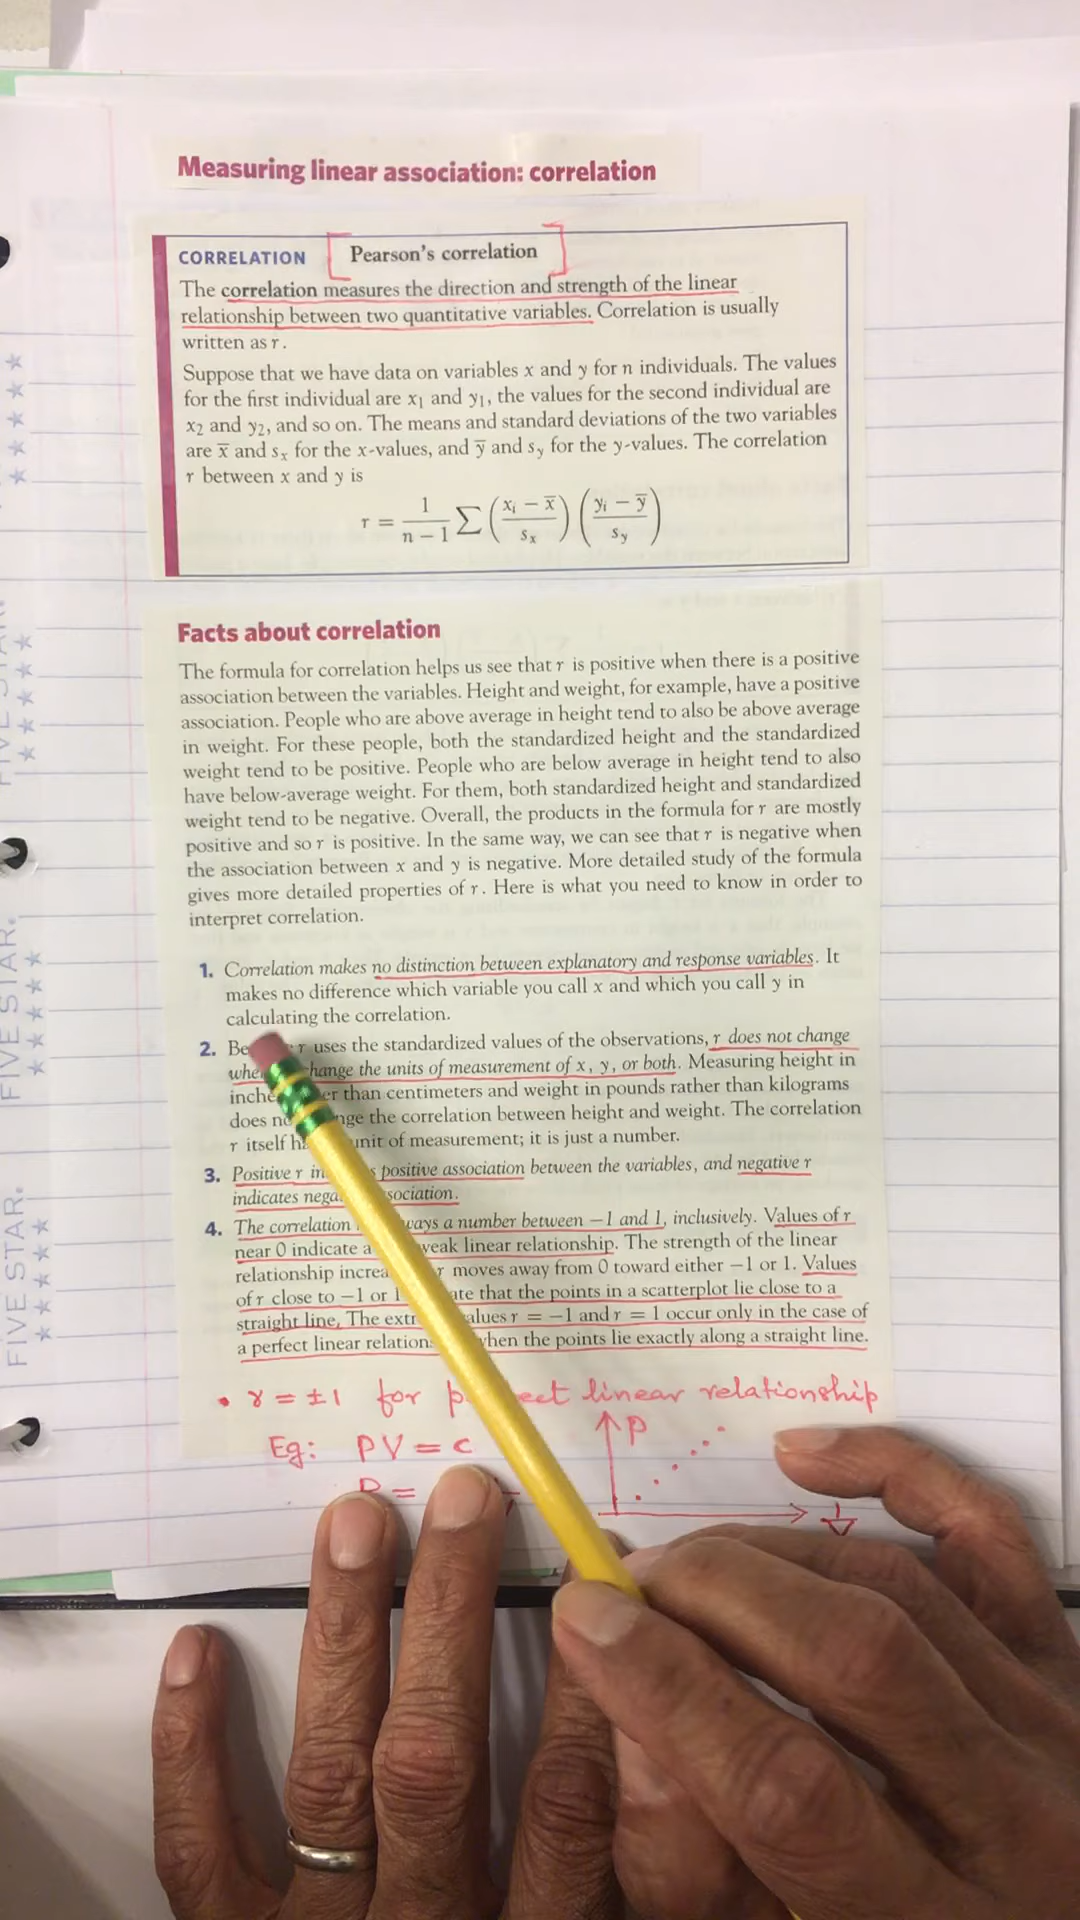 Measuring linear association: correlation
CORRELATION [Pearson's correlation]
The correlation measures the direction and strength of the linear
relationship between two quantitative variables. Correlation is usually
written as r.
Suppose that we have data on variables x and y for n individuals. The values
for the first individual are x₁ and y₁, the values for the second individual are
x₂ and y₂, and so on. The means and standard deviations of the two variables
are x̅ and sₓ for the x-values, and y̅ and s_y for the y-values. The correlation
r between x and y is
r = 1/(n − 1) Σ ((xᵢ − x̅)/sₓ) ((yᵢ − y̅)/s_y)
Facts about correlation
The formula for correlation helps us see that r is positive when there is a positive
association between the variables. Height and weight, for example, have a positive
association. People who are above average in height tend to also be above average
in weight. For these people, both the standardized height and the standardized
weight tend to be positive. People who are below average in height tend to also
have below-average weight. For them, both standardized height and standardized
weight tend to be negative. Overall, the products in the formula for r are mostly
positive and so r is positive. In the same way, we can see that r is negative when
the association between x and y is negative. More detailed study of the formula
gives more detailed properties of r. Here is what you need to know in order to
interpret correlation.
1. Correlation makes no distinction between explanatory and response variables. It
makes no difference which variable you call x and which you call y in
calculating the correlation.
2. r uses the standardized values of the observations, r does not change
the units of measurement of x, y, or both. Measuring height in
than centimeters and weight in pounds rather than kilograms
does the correlation between height and weight. The correlation
r itself of measurement; it is just a number.
3. Positive r positive association between the variables, and negative r
indicates
4. The correlation a number between −1 and 1, inclusively. Values of r
near 0 indicate a weak linear relationship. The strength of the linear
relationship r moves away from 0 toward either −1 or 1. Values
of r close to −1 or 1 that the points in a scatterplot lie close to a
straight line. The r = −1 and r = 1 occur only in the case of
a perfect linear when the points lie exactly along a straight line.
• r = ±1 for linear relationship
Eg: PV = c
P =
P
1/V
FIVE STAR.
FIVE STAR.